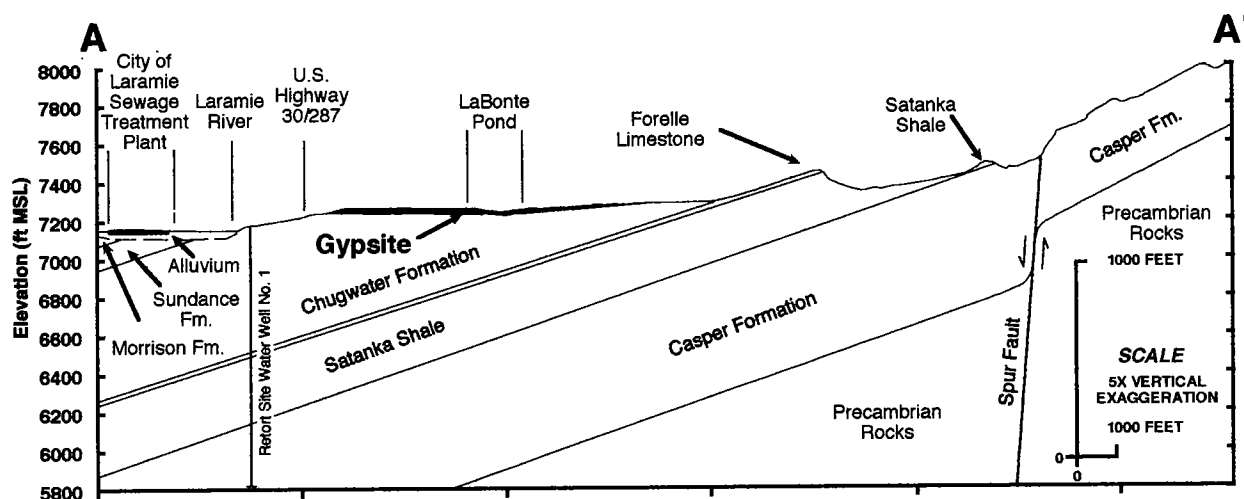 A
A'
City of
Laramie
Sewage
Treatment
Plant
Laramie
River
U.S.
Highway
30/287
LaBonte
Pond
Forelle
Limestone
Satanka
Shale
Casper Fm.
Precambrian
Rocks
Elevation (ft MSL)
8000
7800
7600
7400
7200
7000
6800
6600
6400
6200
6000
5800
Gypsite
Alluvium
Sundance
Fm.
Morrison Fm.
Retort Site Water Well No. 1
Chugwater Formation
Satanka Shale
Casper Formation
Precambrian
Rocks
Spur Fault
1000 FEET
SCALE
5X VERTICAL
EXAGGERATION
1000 FEET
0
0